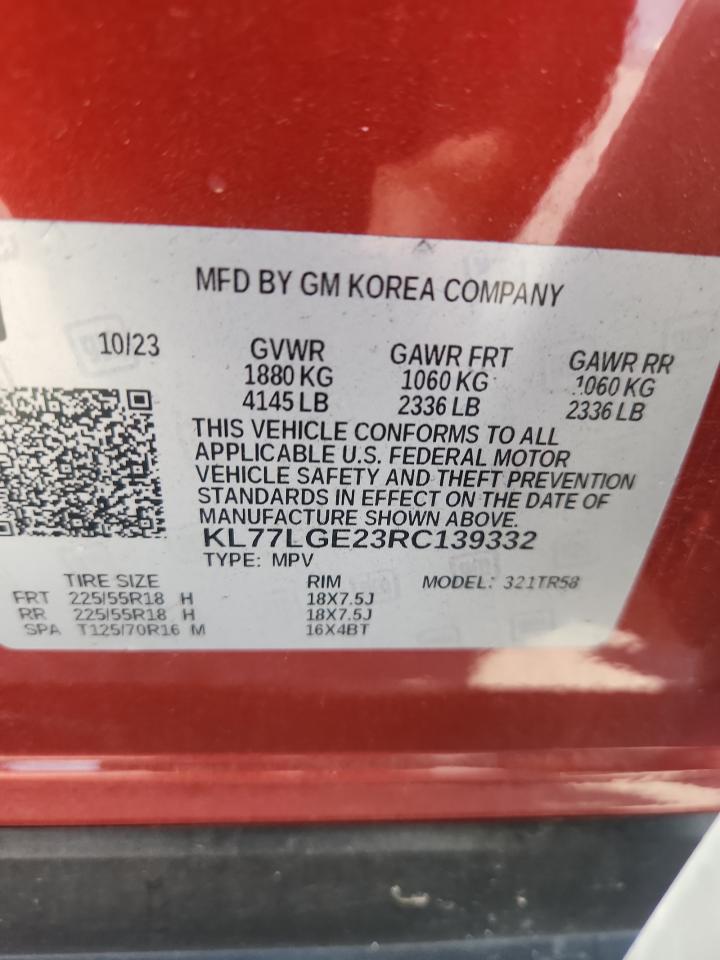 MFD BY GM KOREA COMPANY
10/23 GVWR GAWR FRT GAWR RR
1880 KG 1060 KG 1060 KG
4145 LB 2336 LB 2336 LB
THIS VEHICLE CONFORMS TO ALL
APPLICABLE U.S. FEDERAL MOTOR
VEHICLE SAFETY AND THEFT PREVENTION
STANDARDS IN EFFECT ON THE DATE OF
MANUFACTURE SHOWN ABOVE.
KL77LGE23RC139332
TYPE: MPV
TIRE SIZE RIM MODEL: 321TR58
FRT 225/55R18 H 18X7.5J
RR 225/55R18 H 18X7.5J
SPA T125/70R16 M 16X4BT